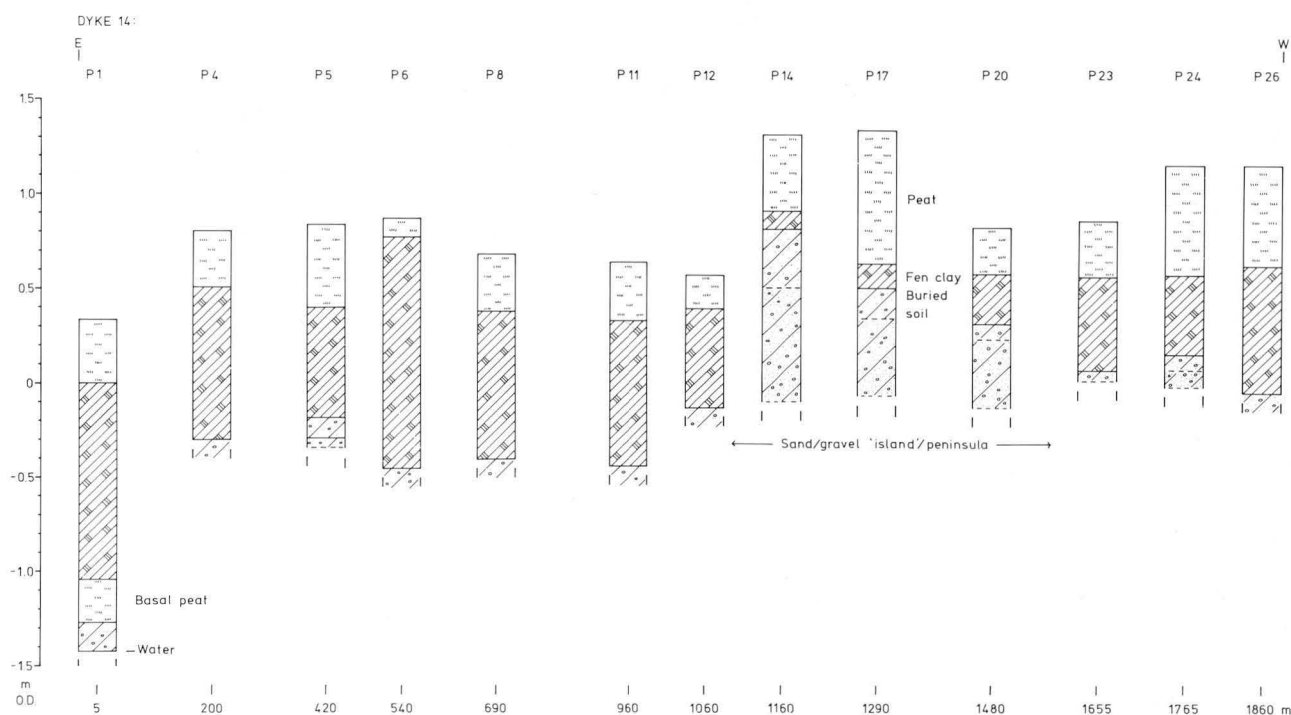 DYKE 14:
E W
P1 P4 P5 P6 P8 P11 P12 P14 P17 P20 P23 P24 P26
1.5
1.0
Peat
0.5
Fen clay
Buried
soil
0
Sand/gravel 'island'/peninsula
-1.0
Basal peat
Water
-1.5
m
O.D.
5 200 420 540 690 960 1060 1160 1290 1480 1655 1765 1860 m